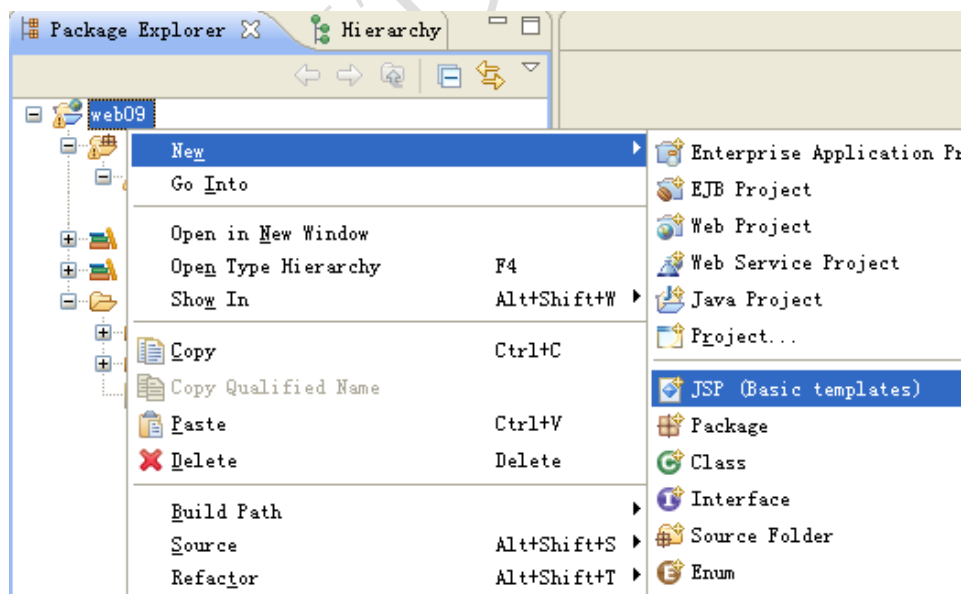 Package Explorer
Hierarchy
web09
New
Go Into
Open in New Window
Open Type Hierarchy F4
Show In Alt+Shift+W
Copy Ctrl+C
Copy Qualified Name
Paste Ctrl+V
Delete Delete
Build Path
Source Alt+Shift+S
Refactor Alt+Shift+T
Enterprise Application Pr
EJB Project
Web Project
Web Service Project
Java Project
Project...
JSP (Basic templates)
Package
Class
Interface
Source Folder
Enum